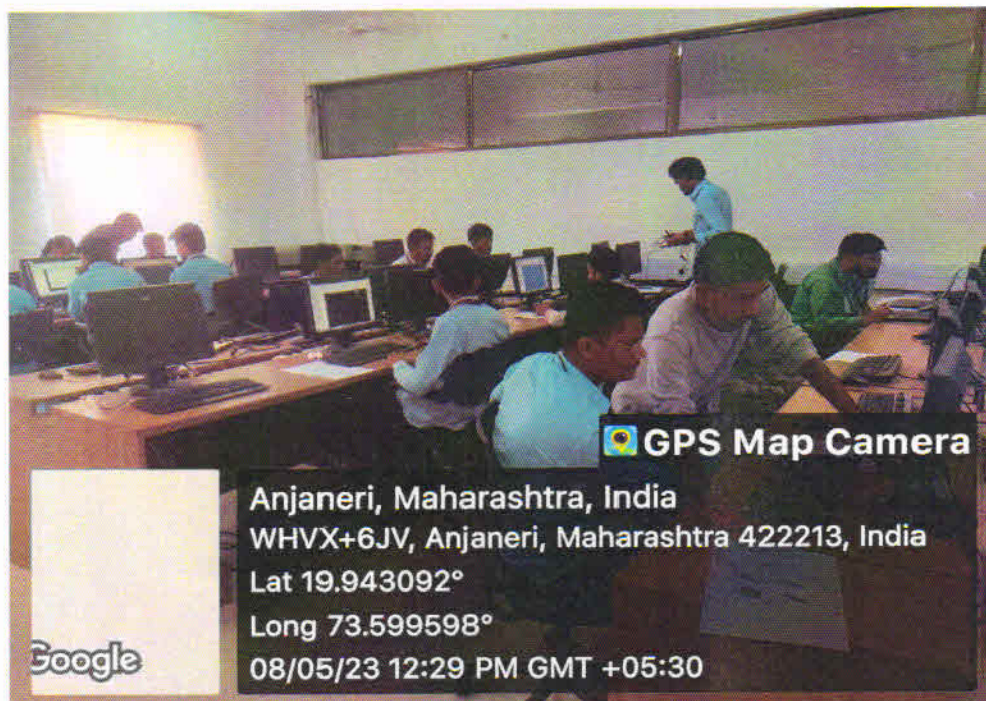 GPS Map Camera
Anjaneri, Maharashtra, India
WHVX+6JV, Anjaneri, Maharashtra 422213, India
Lat 19.943092°
Long 73.599598°
08/05/23 12:29 PM GMT +05:30
Google